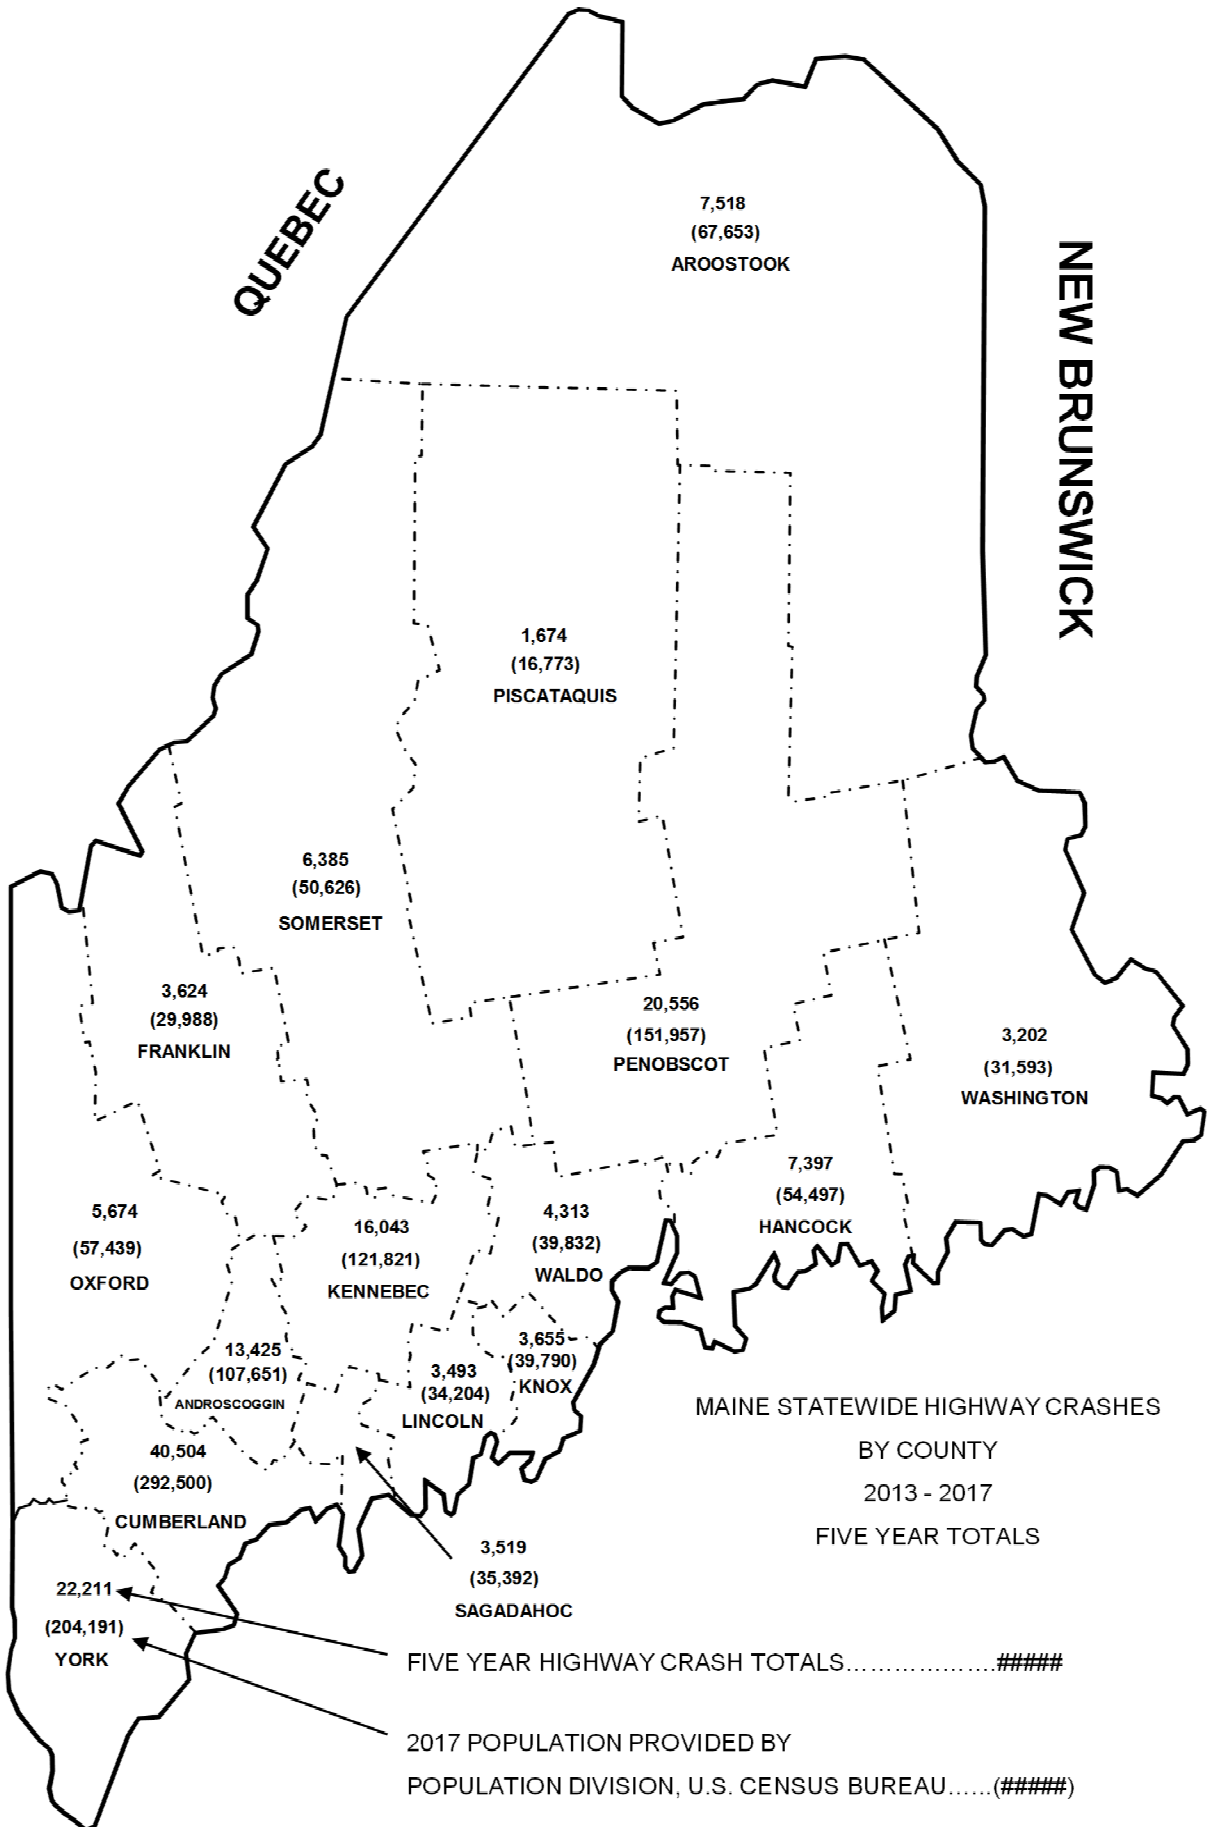 QUEBEC
NEW BRUNSWICK
7,518
(67,653)
AROOSTOOK
1,674
(16,773)
PISCATAQUIS
6,385
(50,626)
SOMERSET
3,624
(29,988)
FRANKLIN
20,556
(151,957)
PENOBSCOT
3,202
(31,593)
WASHINGTON
7,397
(54,497)
HANCOCK
5,674
(57,439)
OXFORD
16,043
(121,821)
KENNEBEC
4,313
(39,832)
WALDO
13,425
(107,651)
ANDROSCOGGIN
3,493
(34,204)
LINCOLN
3,655
(39,790)
KNOX
40,504
(292,500)
CUMBERLAND
3,519
(35,392)
SAGADAHOC
22,211
(204,191)
YORK
MAINE STATEWIDE HIGHWAY CRASHES
BY COUNTY
2013 - 2017
FIVE YEAR TOTALS
FIVE YEAR HIGHWAY CRASH TOTALS……………….#####
2017 POPULATION PROVIDED BY
POPULATION DIVISION, U.S. CENSUS BUREAU……(#####)